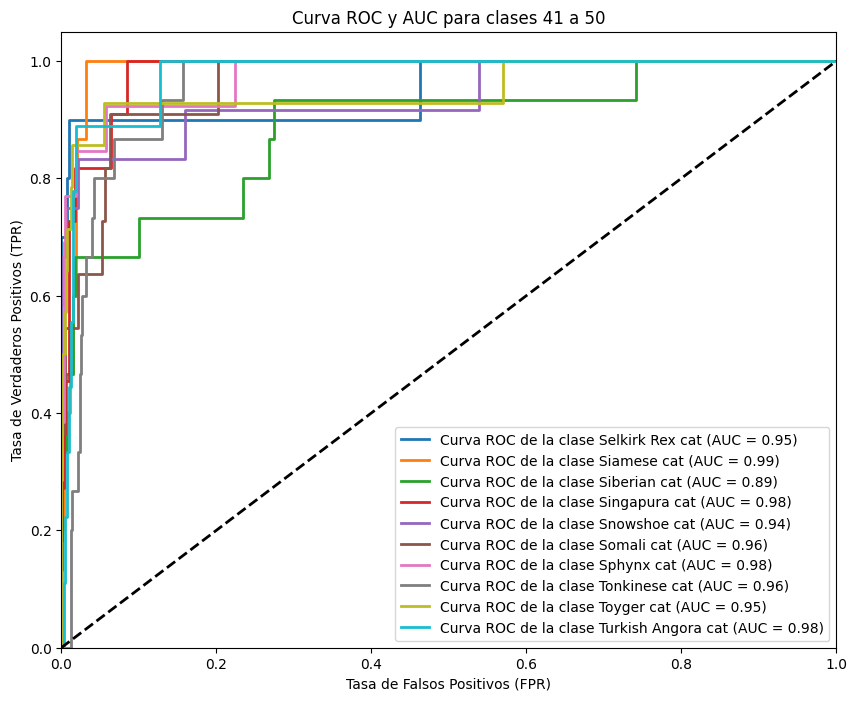 Curva ROC y AUC para clases 41 a 50
Tasa de Verdaderos Positivos (TPR)
1.0
0.8
0.6
0.4
0.2
0.0
Curva ROC de la clase Selkirk Rex cat (AUC = 0.95)
Curva ROC de la clase Siamese cat (AUC = 0.99)
Curva ROC de la clase Siberian cat (AUC = 0.89)
Curva ROC de la clase Singapura cat (AUC = 0.98)
Curva ROC de la clase Snowshoe cat (AUC = 0.94)
Curva ROC de la clase Somali cat (AUC = 0.96)
Curva ROC de la clase Sphynx cat (AUC = 0.98)
Curva ROC de la clase Tonkinese cat (AUC = 0.96)
Curva ROC de la clase Toyger cat (AUC = 0.95)
Curva ROC de la clase Turkish Angora cat (AUC = 0.98)
0.0 0.2 0.4 0.6 0.8 1.0
Tasa de Falsos Positivos (FPR)